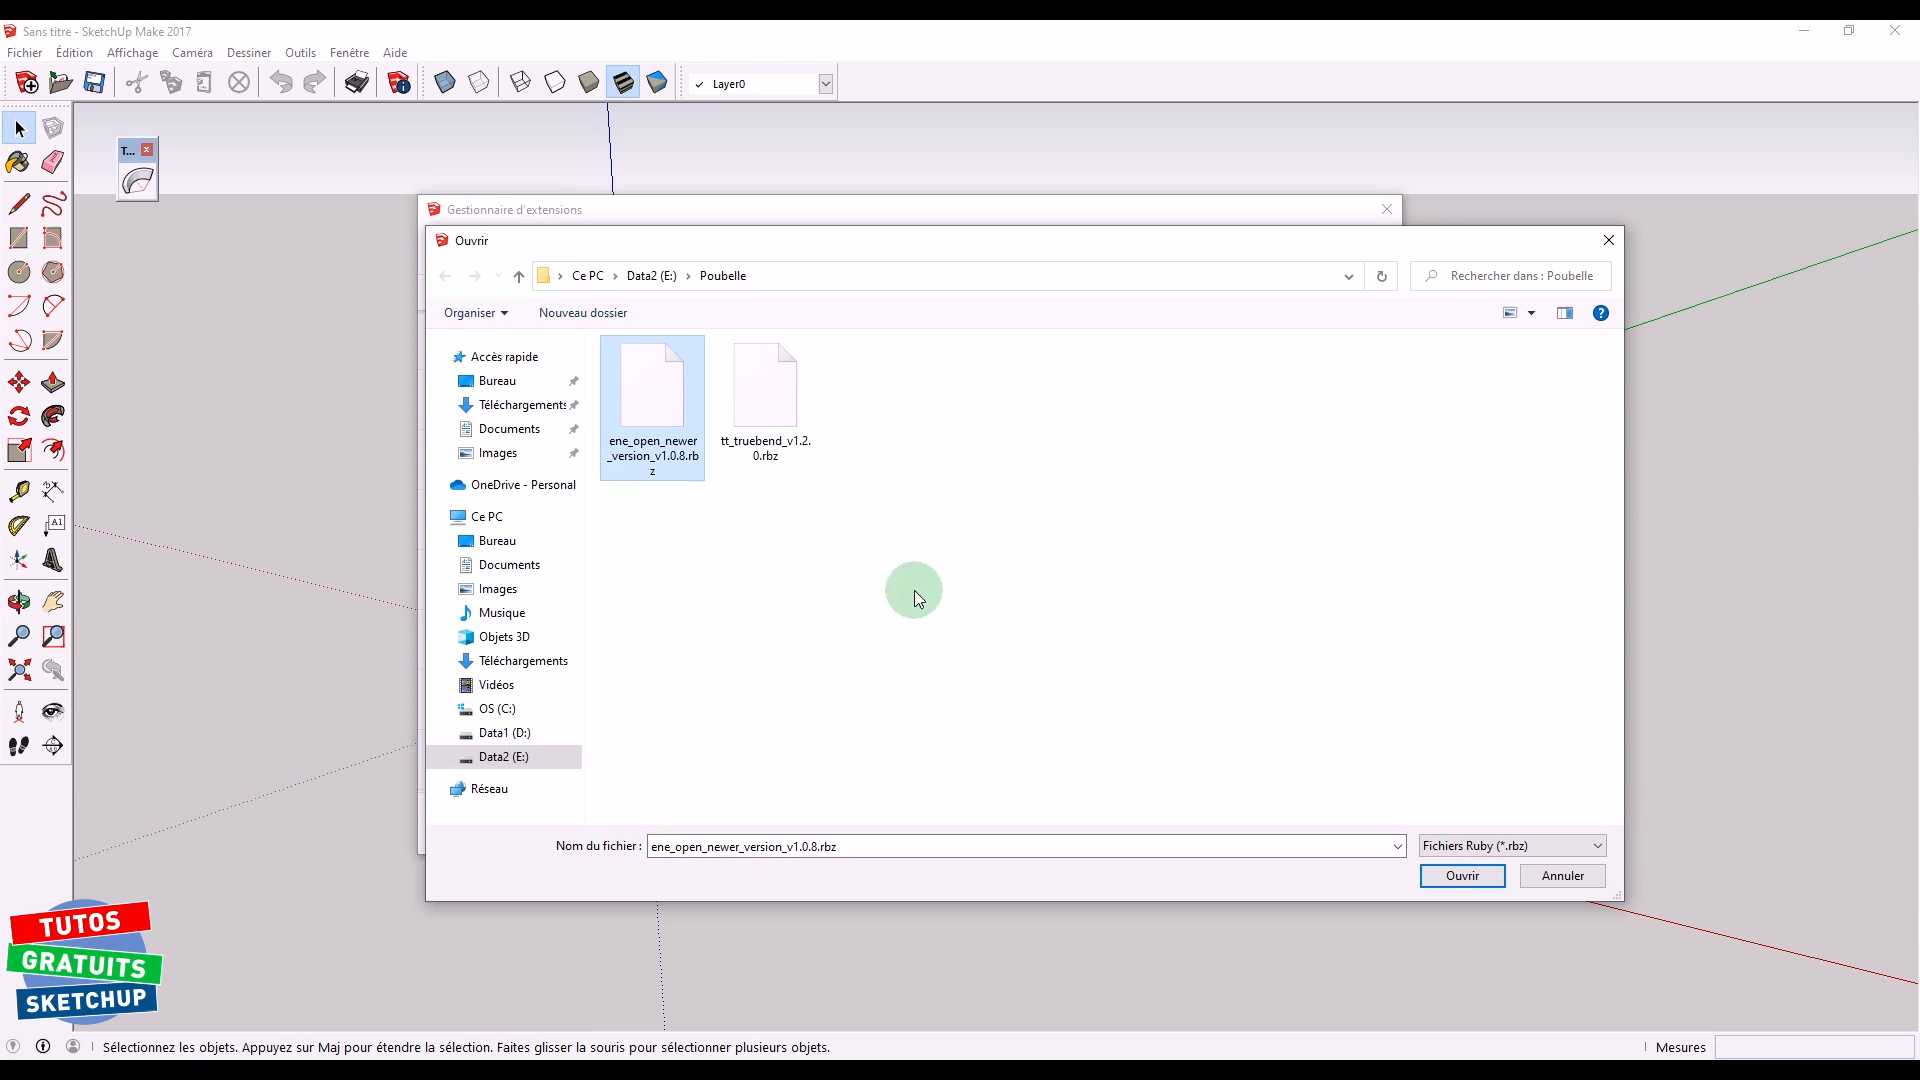 Sans titre - SketchUp Make 2017
Fichier Édition Affichage Caméra Dessiner Outils Fenêtre Aide
Layer0
T...
Gestionnaire d'extensions
Ouvrir
Ce PC Data2 (E:) Poubelle
Rechercher dans : Poubelle
Organiser
Nouveau dossier
Accès rapide
Bureau
Téléchargements
Documents
Images
OneDrive - Personal
Ce PC
Bureau
Documents
Images
Musique
Objets 3D
Téléchargements
Vidéos
OS (C:)
Data1 (D:)
Data2 (E:)
Réseau
ene_open_newer
_version_v1.0.8.rb
z
tt_truebend_v1.2.
0.rbz
A1
Nom du fichier :
ene_open_newer_version_v1.0.8.rbz
Fichiers Ruby (*.rbz)
Ouvrir
Annuler
TUTOS
GRATUITS
SKETCHUP
Sélectionnez les objets. Appuyez sur Maj pour étendre la sélection. Faites glisser la souris pour sélectionner plusieurs objets.
Mesures